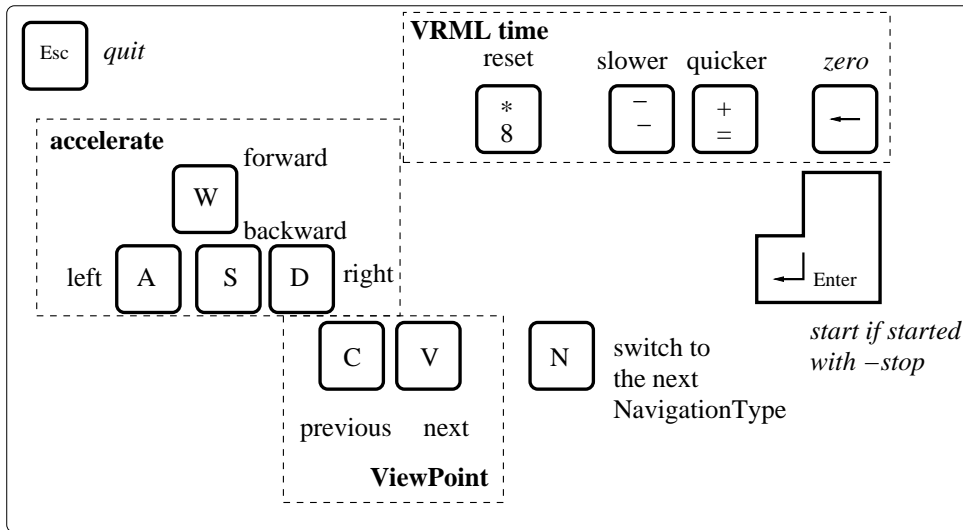 Esc
quit
VRML time
reset
slower
quicker
zero
*
8
–
–
+
=
accelerate
forward
W
backward
left
A
S
D
right
Enter
start if started
with –stop
C
V
previous
next
ViewPoint
N
switch to
the next
NavigationType